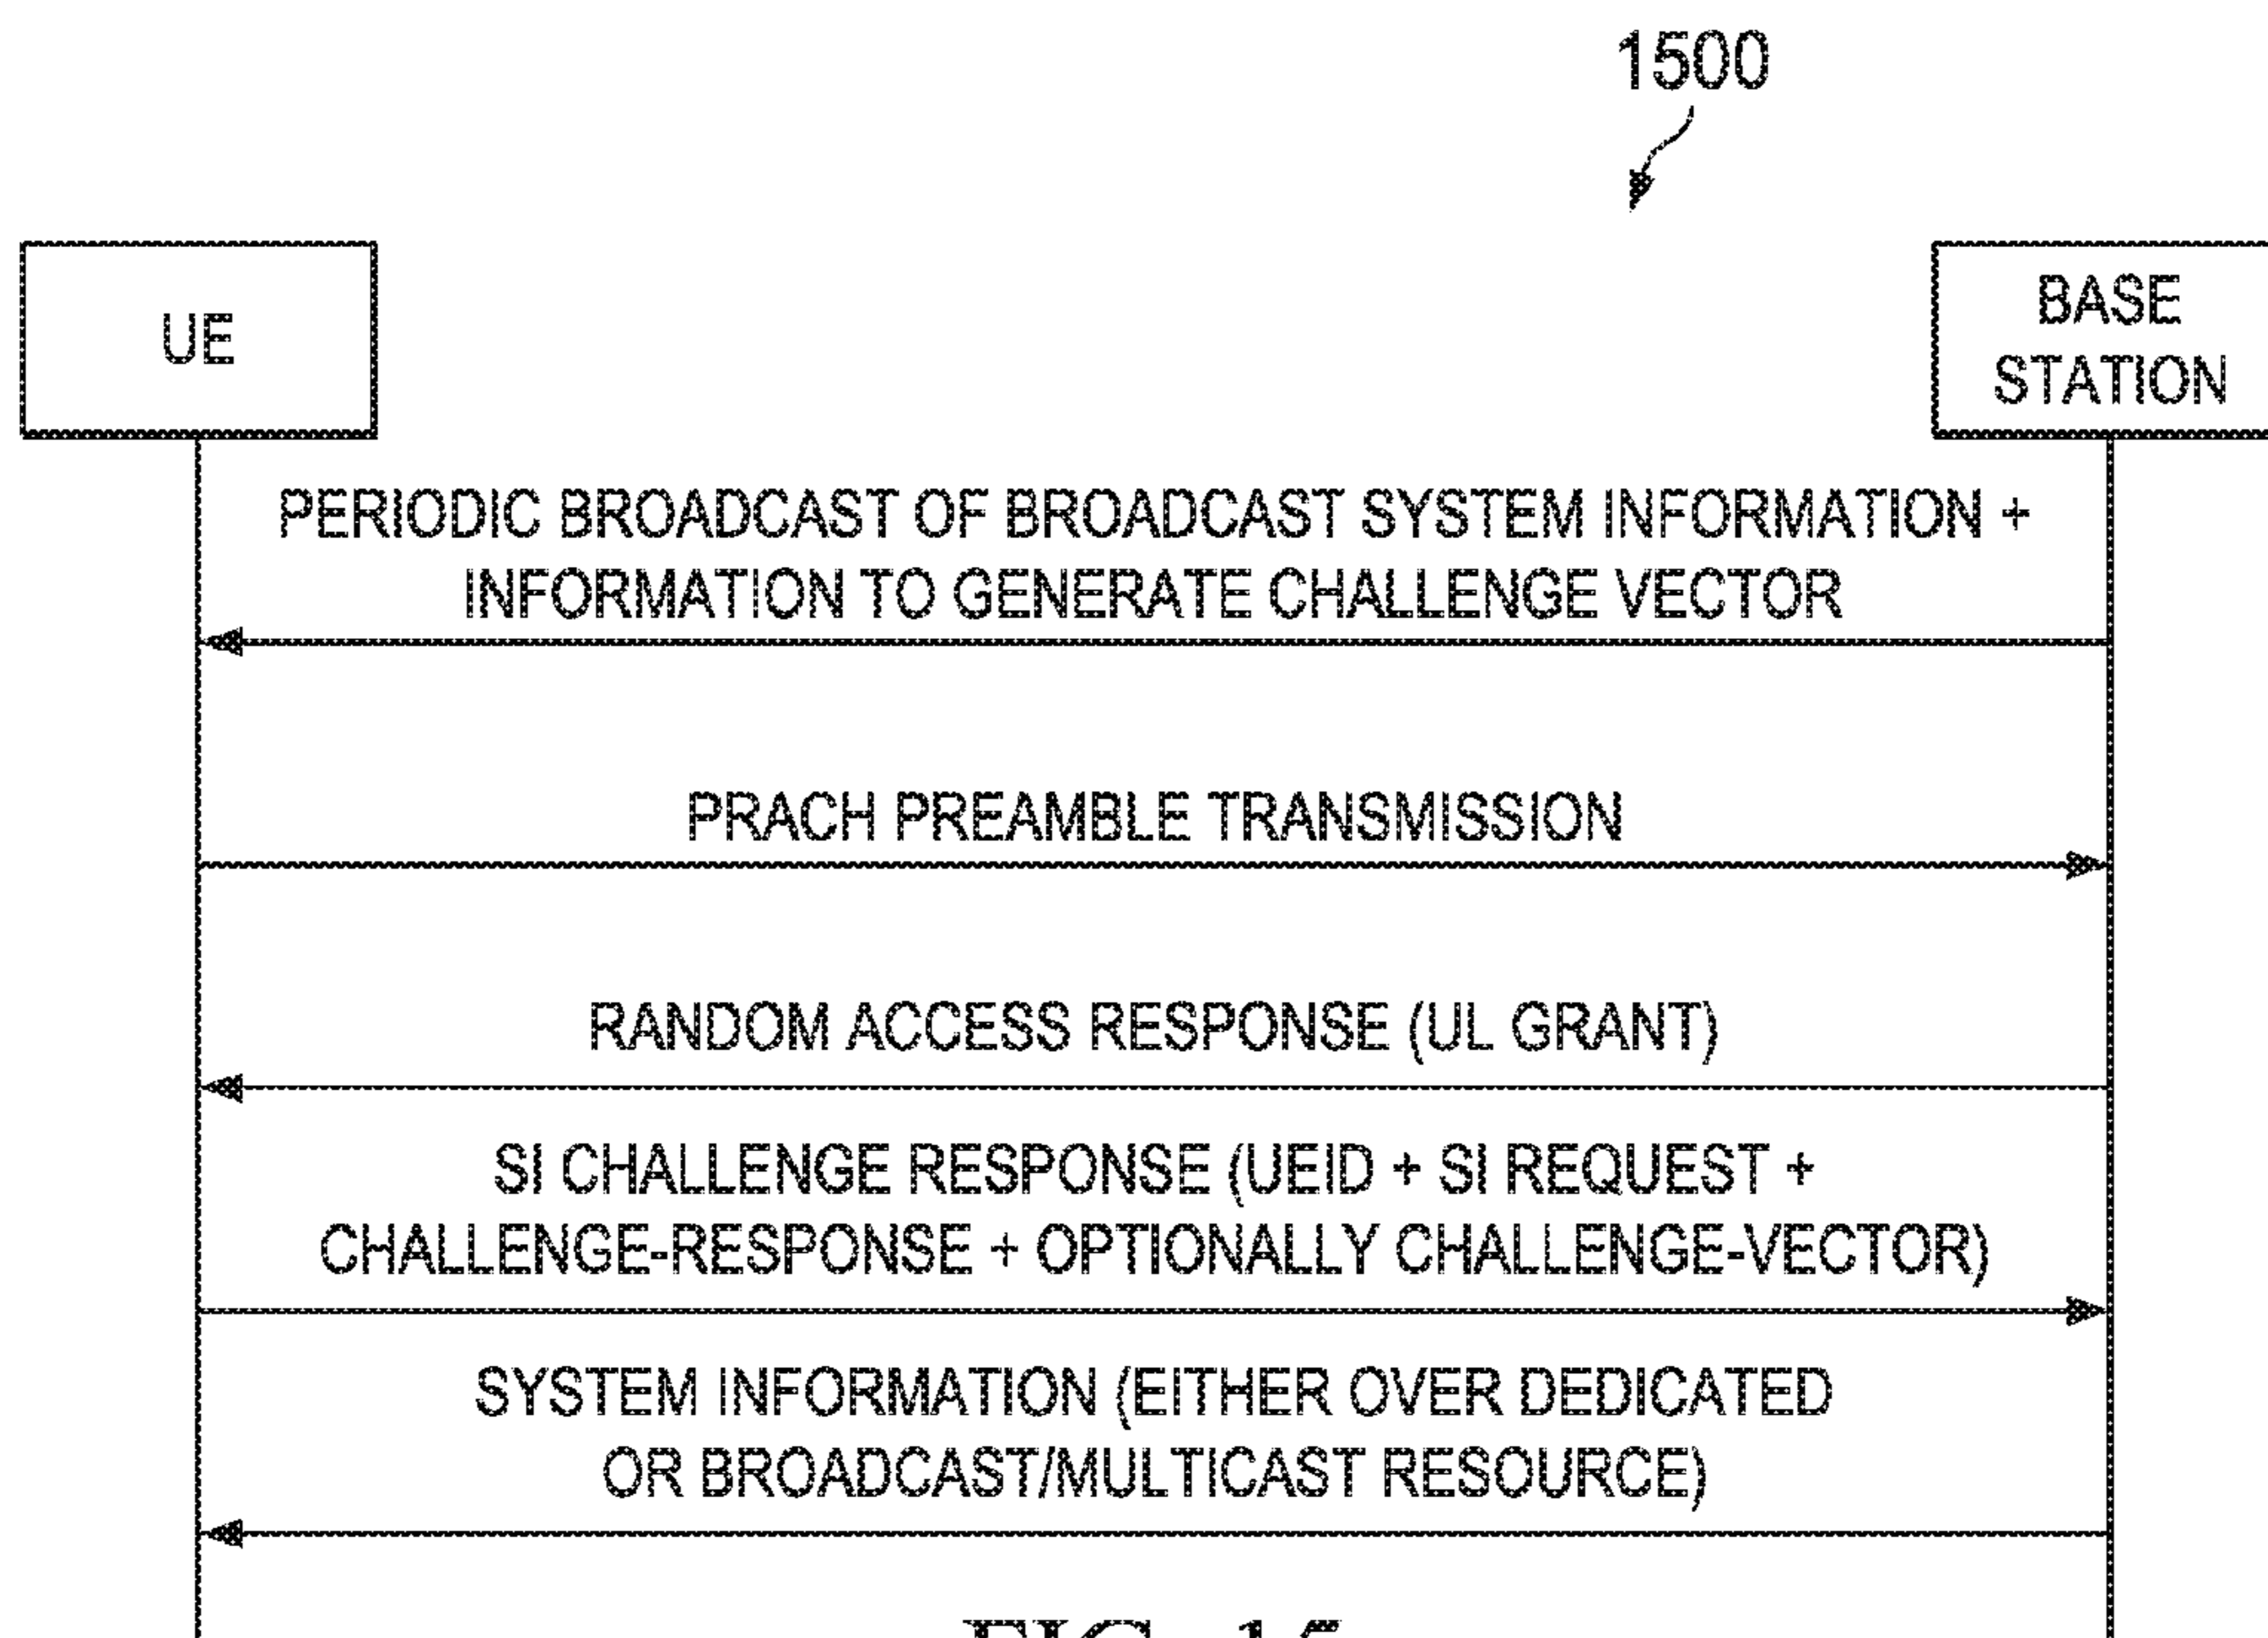 1500
UE
BASE
STATION
PERIODIC BROADCAST OF BROADCAST SYSTEM INFORMATION +
INFORMATION TO GENERATE CHALLENGE VECTOR
PRACH PREAMBLE TRANSMISSION
RANDOM ACCESS RESPONSE (UL GRANT)
SI CHALLENGE RESPONSE (UEID + SI REQUEST +
CHALLENGE-RESPONSE + OPTIONALLY CHALLENGE-VECTOR)
SYSTEM INFORMATION (EITHER OVER DEDICATED
OR BROADCAST/MULTICAST RESOURCE)
FIG. 15